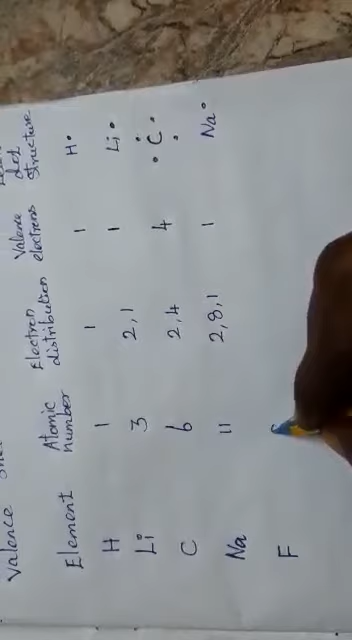 Valence
Element Atomic number Electron distribution Valence electrons dot structure
H 1 1 1 H•
Li 3 2,1 1 Li•
C 6 2,4 4 C
Na 11 2,8,1 1 Na•
F